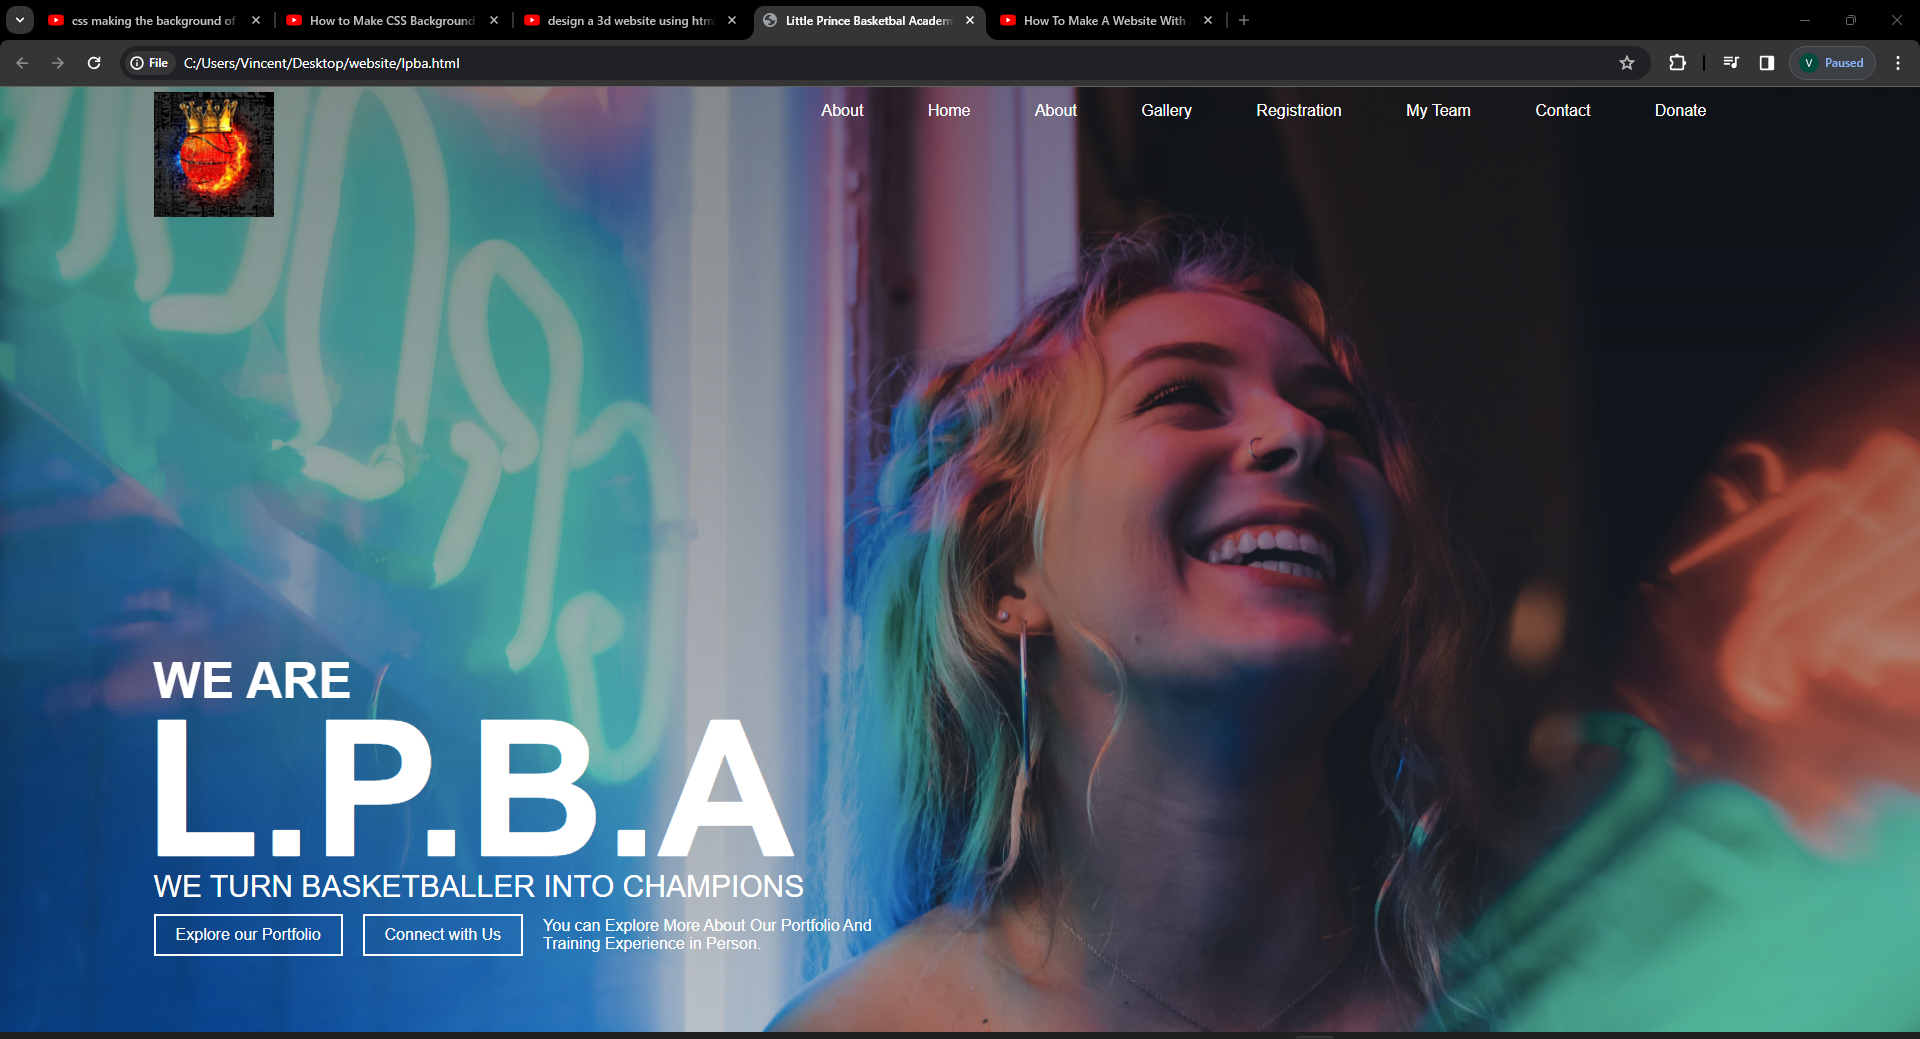 css making the background of
How to Make CSS Background
design a 3d website using htm
Little Prince Basketbal Academ
How To Make A Website With
File
C:/Users/Vincent/Desktop/website/lpba.html
V
Paused
About
Home
About
Gallery
Registration
My Team
Contact
Donate
WE ARE
L.P.B.A
WE TURN BASKETBALLER INTO CHAMPIONS
Explore our Portfolio
Connect with Us
You can Explore More About Our Portfolio And
Training Experience in Person.